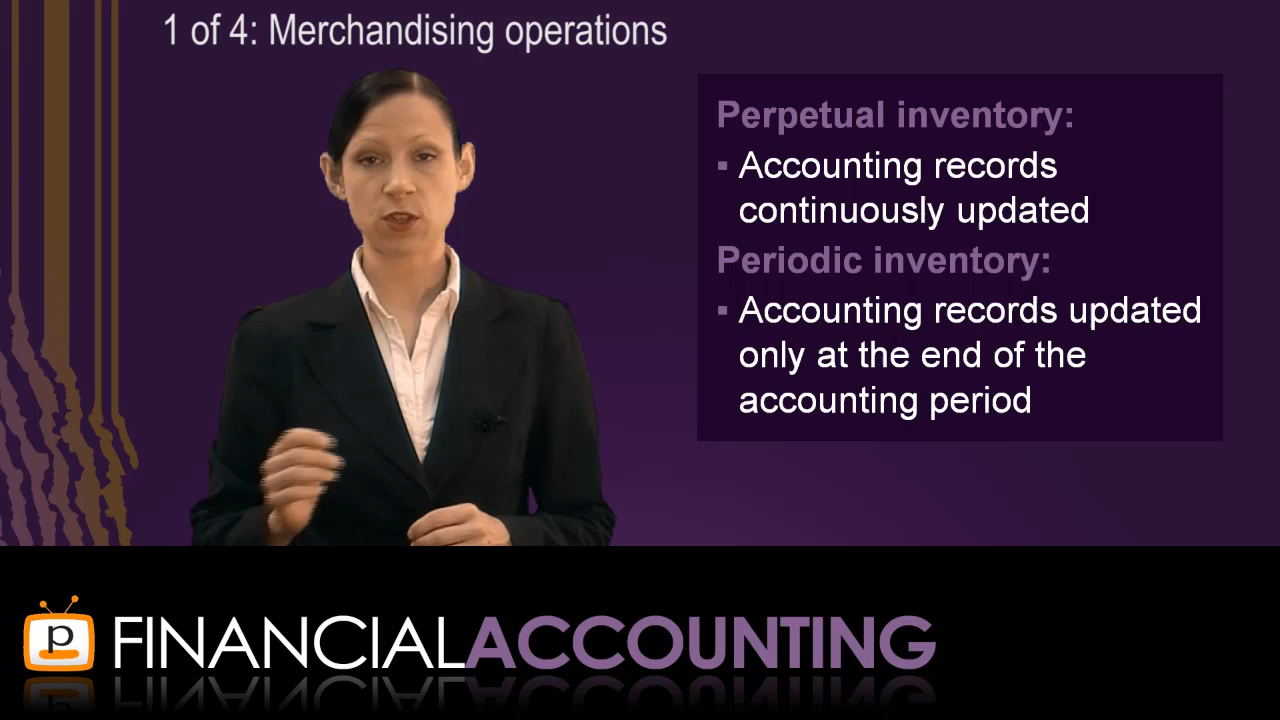 1 of 4: Merchandising operations
Perpetual inventory:
▪ Accounting records
continuously updated
Periodic inventory:
▪ Accounting records updated
only at the end of the
accounting period
p
FINANCIALACCOUNTING